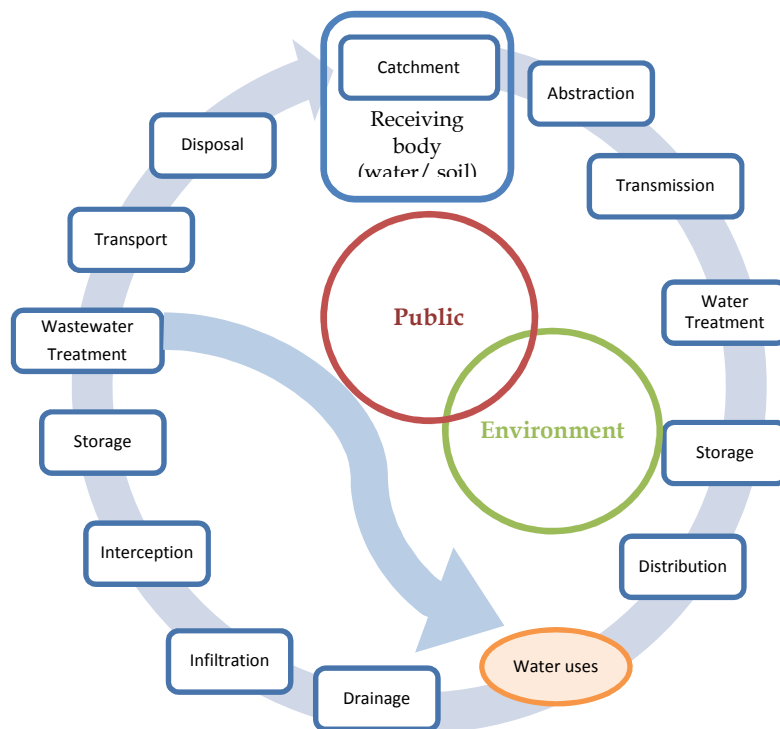 Catchment
Receiving
body
(water/ soil)
Abstraction
Transmission
Water
Treatment
Storage
Distribution
Water uses
Drainage
Infiltration
Interception
Storage
Wastewater
Treatment
Transport
Disposal
Public
Environment